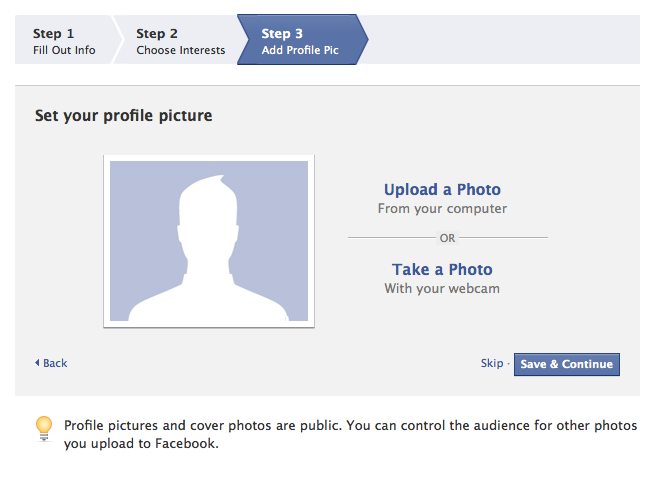 Step 1
Fill Out Info
Step 2
Choose Interests
Step 3
Add Profile Pic
Set your profile picture
Upload a Photo
From your computer
OR
Take a Photo
With your webcam
Back
Skip ·
Save & Continue
Profile pictures and cover photos are public. You can control the audience for other photos
you upload to Facebook.